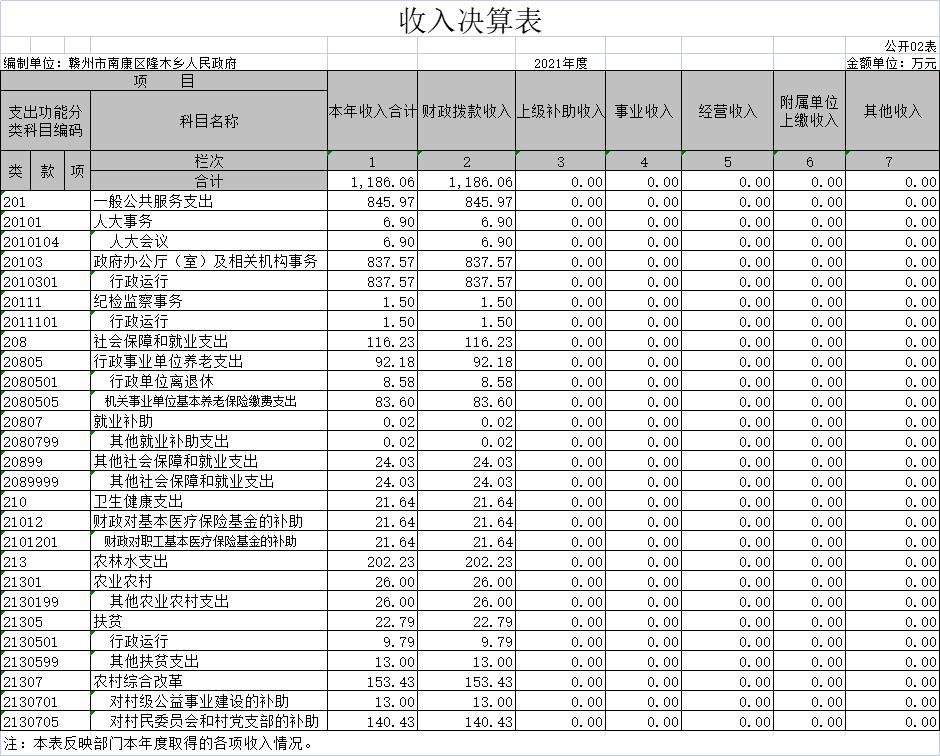 收入决算表
公开02表
编制单位：赣州市南康区隆木乡人民政府 2021年度 金额单位：万元
项 目 本年收入合计 财政拨款收入 上级补助收入 事业收入 经营收入 附属单位上缴收入 其他收入
支出功能分类科目编码 科目名称
类 款 项 栏次 1 2 3 4 5 6 7
合计 1,186.06 1,186.06 0.00 0.00 0.00 0.00 0.00
201 一般公共服务支出 845.97 845.97 0.00 0.00 0.00 0.00 0.00
20101 人大事务 6.90 6.90 0.00 0.00 0.00 0.00 0.00
2010104 人大会议 6.90 6.90 0.00 0.00 0.00 0.00 0.00
20103 政府办公厅（室）及相关机构事务 837.57 837.57 0.00 0.00 0.00 0.00 0.00
2010301 行政运行 837.57 837.57 0.00 0.00 0.00 0.00 0.00
20111 纪检监察事务 1.50 1.50 0.00 0.00 0.00 0.00 0.00
2011101 行政运行 1.50 1.50 0.00 0.00 0.00 0.00 0.00
208 社会保障和就业支出 116.23 116.23 0.00 0.00 0.00 0.00 0.00
20805 行政事业单位养老支出 92.18 92.18 0.00 0.00 0.00 0.00 0.00
2080501 行政单位离退休 8.58 8.58 0.00 0.00 0.00 0.00 0.00
2080505 机关事业单位基本养老保险缴费支出 83.60 83.60 0.00 0.00 0.00 0.00 0.00
20807 就业补助 0.02 0.02 0.00 0.00 0.00 0.00 0.00
2080799 其他就业补助支出 0.02 0.02 0.00 0.00 0.00 0.00 0.00
20899 其他社会保障和就业支出 24.03 24.03 0.00 0.00 0.00 0.00 0.00
2089999 其他社会保障和就业支出 24.03 24.03 0.00 0.00 0.00 0.00 0.00
210 卫生健康支出 21.64 21.64 0.00 0.00 0.00 0.00 0.00
21012 财政对基本医疗保险基金的补助 21.64 21.64 0.00 0.00 0.00 0.00 0.00
2101201 财政对职工基本医疗保险基金的补助 21.64 21.64 0.00 0.00 0.00 0.00 0.00
213 农林水支出 202.23 202.23 0.00 0.00 0.00 0.00 0.00
21301 农业农村 26.00 26.00 0.00 0.00 0.00 0.00 0.00
2130199 其他农业农村支出 26.00 26.00 0.00 0.00 0.00 0.00 0.00
21305 扶贫 22.79 22.79 0.00 0.00 0.00 0.00 0.00
2130501 行政运行 9.79 9.79 0.00 0.00 0.00 0.00 0.00
2130599 其他扶贫支出 13.00 13.00 0.00 0.00 0.00 0.00 0.00
21307 农村综合改革 153.43 153.43 0.00 0.00 0.00 0.00 0.00
2130701 对村级公益事业建设的补助 13.00 13.00 0.00 0.00 0.00 0.00 0.00
2130705 对村民委员会和村党支部的补助 140.43 140.43 0.00 0.00 0.00 0.00 0.00
注：本表反映部门本年度取得的各项收入情况。